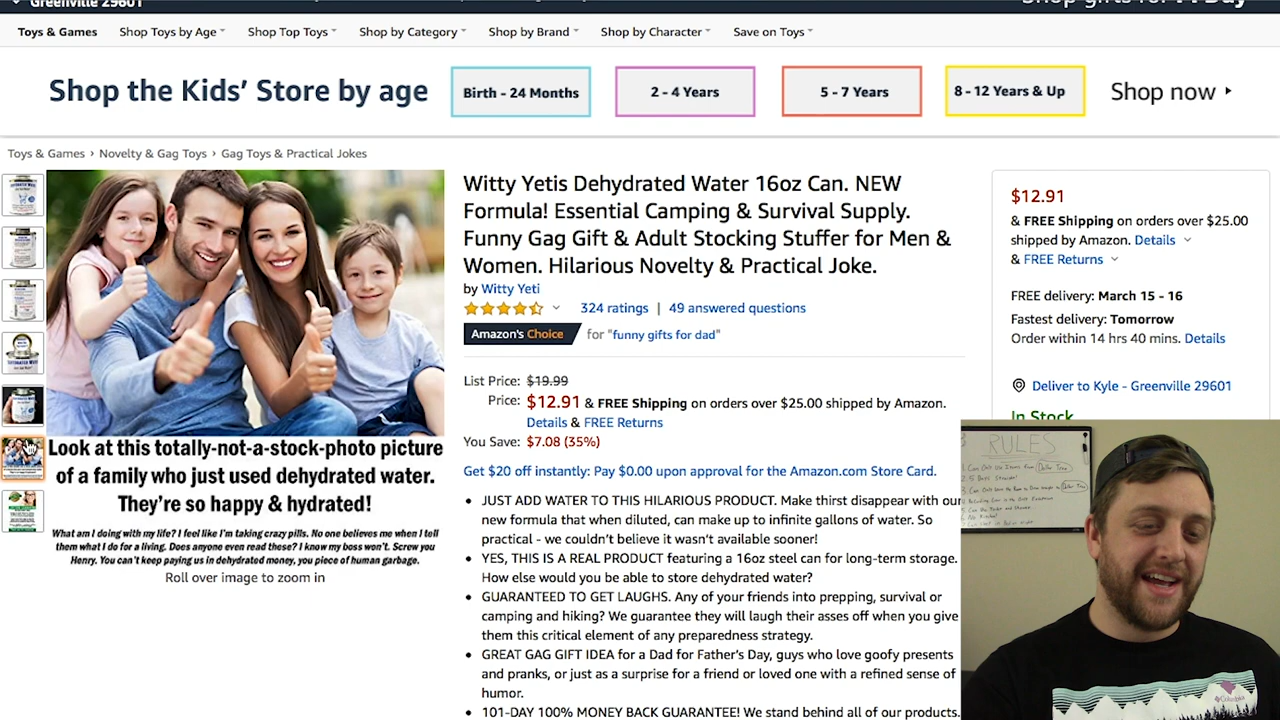 Greenville 29601
Toys & Games Shop Toys by Age Shop Top Toys Shop by Category Shop by Brand Shop by Character Save on Toys
Shop the Kids' Store by age
Birth - 24 Months
2 - 4 Years
5 - 7 Years
8 - 12 Years & Up
Shop now
Toys & Games › Novelty & Gag Toys › Gag Toys & Practical Jokes
Look at this totally-not-a-stock-photo picture
of a family who just used dehydrated water.
They're so happy & hydrated!
What am I doing with my life? I feel like I'm taking crazy pills. No one believes me when I tell
them what I do for a living. Does anyone even read these? I know my boss won't. Screw you
Henry. You can't keep paying us in dehydrated money, you piece of human garbage.
Roll over image to zoom in
Witty Yetis Dehydrated Water 16oz Can. NEW
Formula! Essential Camping & Survival Supply.
Funny Gag Gift & Adult Stocking Stuffer for Men &
Women. Hilarious Novelty & Practical Joke.
by Witty Yeti
324 ratings | 49 answered questions
Amazon's Choice for "funny gifts for dad"
List Price: $19.99
Price: $12.91 & FREE Shipping on orders over $25.00 shipped by Amazon.
Details & FREE Returns
You Save: $7.08 (35%)
Get $20 off instantly: Pay $0.00 upon approval for the Amazon.com Store Card.
• JUST ADD WATER TO THIS HILARIOUS PRODUCT. Make thirst disappear with our
new formula that when diluted, can make up to infinite gallons of water. So
practical - we couldn't believe it wasn't available sooner!
• YES, THIS IS A REAL PRODUCT featuring a 16oz steel can for long-term storage.
How else would you be able to store dehydrated water?
• GUARANTEED TO GET LAUGHS. Any of your friends into prepping, survival or
camping and hiking? We guarantee they will laugh their asses off when you give
them this critical element of any preparedness strategy.
• GREAT GAG GIFT IDEA for a Dad for Father's Day, guys who love goofy presents
and pranks, or just as a surprise for a friend or loved one with a refined sense of
humor.
• 101-DAY 100% MONEY BACK GUARANTEE! We stand behind all of our products.
$12.91
& FREE Shipping on orders over $25.00
shipped by Amazon. Details
& FREE Returns
FREE delivery: March 15 - 16
Fastest delivery: Tomorrow
Order within 14 hrs 40 mins. Details
Deliver to Kyle - Greenville 29601
In Stock
RULES
1. Can Only Use Items from Dollar Tree
2. 5 Days Straight!